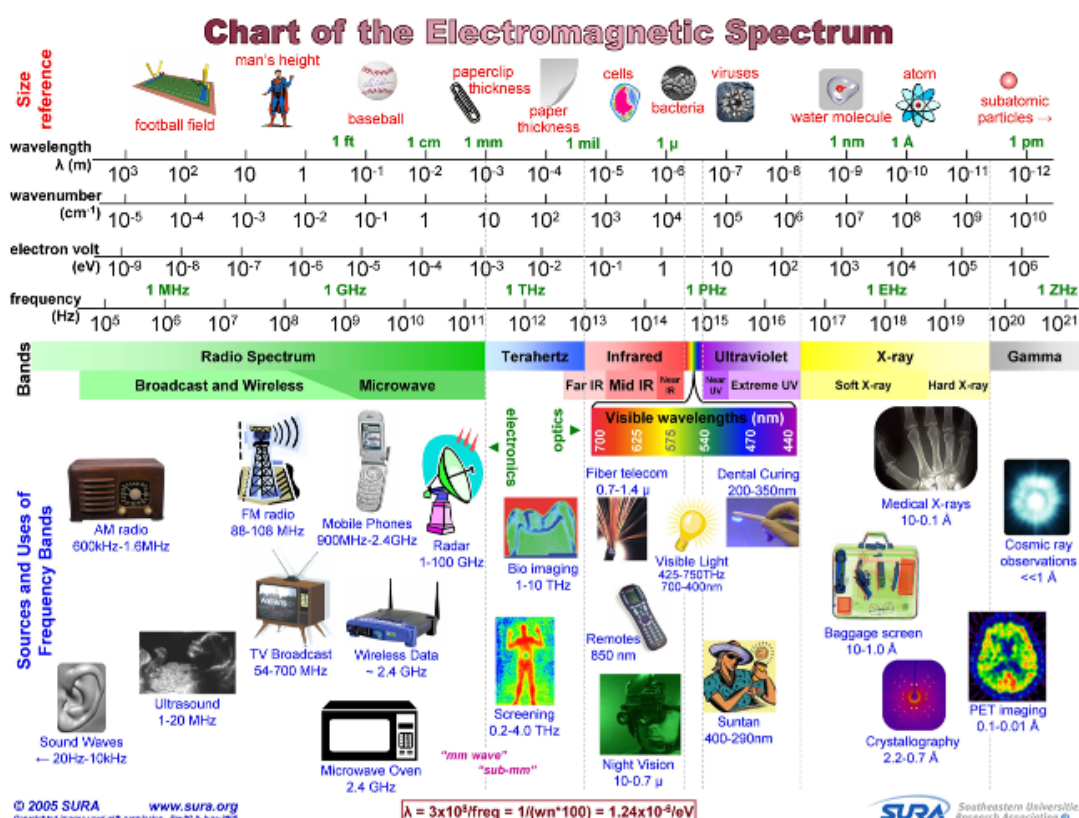 Chart of the Electromagnetic Spectrum
Size reference
football field
man's height
baseball
paperclip thickness
paper thickness
cells
bacteria
viruses
water molecule
atom
subatomic particles →
wavelength λ (m)
1 ft 1 cm 1 mm 1 mil 1 µ 1 nm 1 Å 1 pm
10³ 10² 10 1 10⁻¹ 10⁻² 10⁻³ 10⁻⁴ 10⁻⁵ 10⁻⁶ 10⁻⁷ 10⁻⁸ 10⁻⁹ 10⁻¹⁰ 10⁻¹¹ 10⁻¹²
wavenumber (cm⁻¹)
10⁻⁵ 10⁻⁴ 10⁻³ 10⁻² 10⁻¹ 1 10 10² 10³ 10⁴ 10⁵ 10⁶ 10⁷ 10⁸ 10⁹ 10¹⁰
electron volt (eV)
10⁻⁹ 10⁻⁸ 10⁻⁷ 10⁻⁶ 10⁻⁵ 10⁻⁴ 10⁻³ 10⁻² 10⁻¹ 1 10 10² 10³ 10⁴ 10⁵ 10⁶
frequency (Hz)
1 MHz 1 GHz 1 THz 1 PHz 1 EHz 1 ZHz
10⁵ 10⁶ 10⁷ 10⁸ 10⁹ 10¹⁰ 10¹¹ 10¹² 10¹³ 10¹⁴ 10¹⁵ 10¹⁶ 10¹⁷ 10¹⁸ 10¹⁹ 10²⁰ 10²¹
Bands
Radio Spectrum Terahertz Infrared Ultraviolet X-ray Gamma
Broadcast and Wireless Microwave Far IR Mid IR Near IR Near UV Extreme UV Soft X-ray Hard X-ray
electronics
optics
Visible wavelengths (nm)
700 625 575 540 470 440
Sources and Uses of Frequency Bands
AM radio
600kHz-1.6MHz
FM radio
88-108 MHz
Mobile Phones
900MHz-2.4GHz
Radar
1-100 GHz
Bio imaging
1-10 THz
Fiber telecom
0.7-1.4 µ
Visible Light
425-750THz
700-400nm
Dental Curing
200-350nm
Medical X-rays
10-0.1 Å
Cosmic ray
observations
<<1 Å
Sound Waves
← 20Hz-10kHz
Ultrasound
1-20 MHz
TV Broadcast
54-700 MHz
Wireless Data
~ 2.4 GHz
Microwave Oven
2.4 GHz
"mm wave"
"sub-mm"
Screening
0.2-4.0 THz
Remotes
850 nm
Night Vision
10-0.7 µ
Suntan
400-290nm
Baggage screen
10-1.0 Å
Crystallography
2.2-0.7 Å
PET imaging
0.1-0.01 Å
© 2005 SURA www.sura.org
λ = 3x10⁸/freq = 1/(wn*100) = 1.24x10⁻⁶/eV
SURA
Southeastern Universities
Research Association